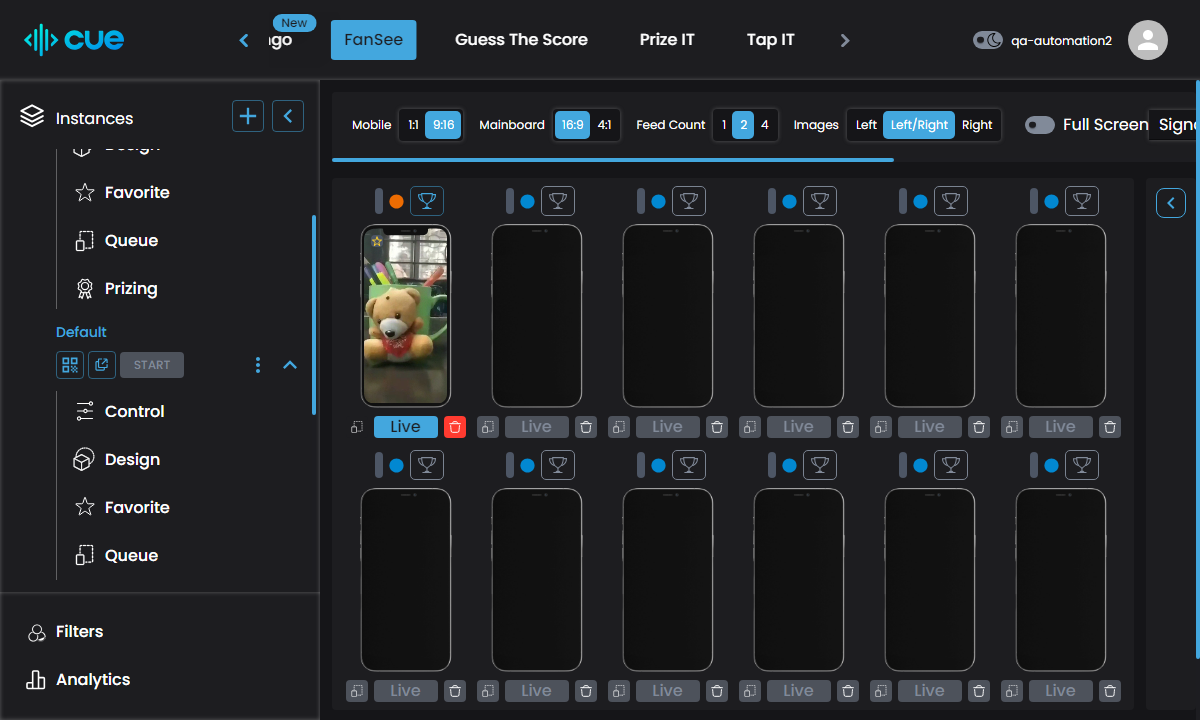 cue
New
FanSee
Guess The Score
Prize IT
Tap IT
qa-automation2
Instances
Favorite
Queue
Prizing
Default
START
Control
Design
Favorite
Queue
Filters
Analytics
Mobile 1:1 9:16 Mainboard 16:9 4:1 Feed Count 1 2 4 Images Left Left/Right Right Full Screen
Live Live Live Live Live Live
Live Live Live Live Live Live